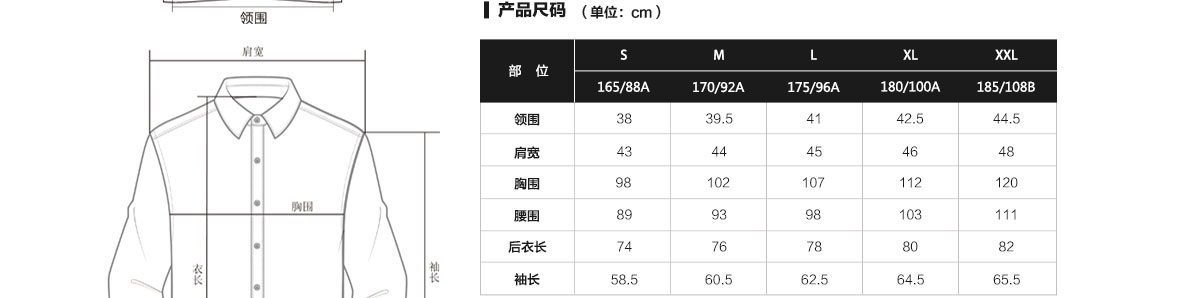 领围
肩宽
胸围
衣长
袖长
产品尺码 （单位：cm）
部 位 S M L XL XXL
165/88A 170/92A 175/96A 180/100A 185/108B
领围 38 39.5 41 42.5 44.5
肩宽 43 44 45 46 48
胸围 98 102 107 112 120
腰围 89 93 98 103 111
后衣长 74 76 78 80 82
袖长 58.5 60.5 62.5 64.5 65.5